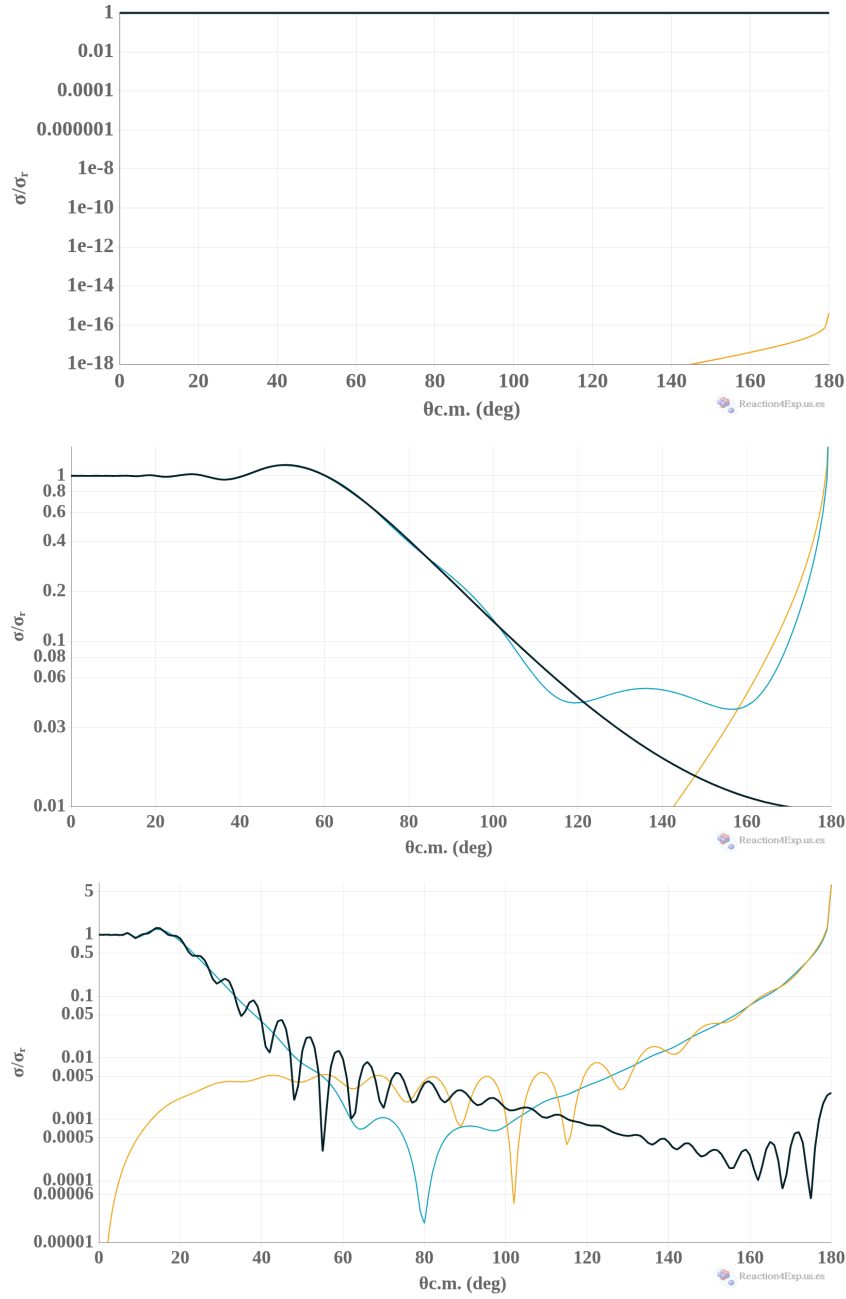 1
0.01
0.0001
0.000001
1e-8
1e-10
1e-12
1e-14
1e-16
1e-18
σ/σr
0 20 40 60 80 100 120 140 160 180
θc.m. (deg)
Reaction4Exp.us.es
1
0.8
0.6
0.4
0.2
0.1
0.08
0.06
0.03
0.01
σ/σr
0 20 40 60 80 100 120 140 160 180
θc.m. (deg)
Reaction4Exp.us.es
5
1
0.5
0.1
0.05
0.01
0.005
0.001
0.0005
0.0001
0.00006
0.00001
σ/σr
0 20 40 60 80 100 120 140 160 180
θc.m. (deg)
Reaction4Exp.us.es